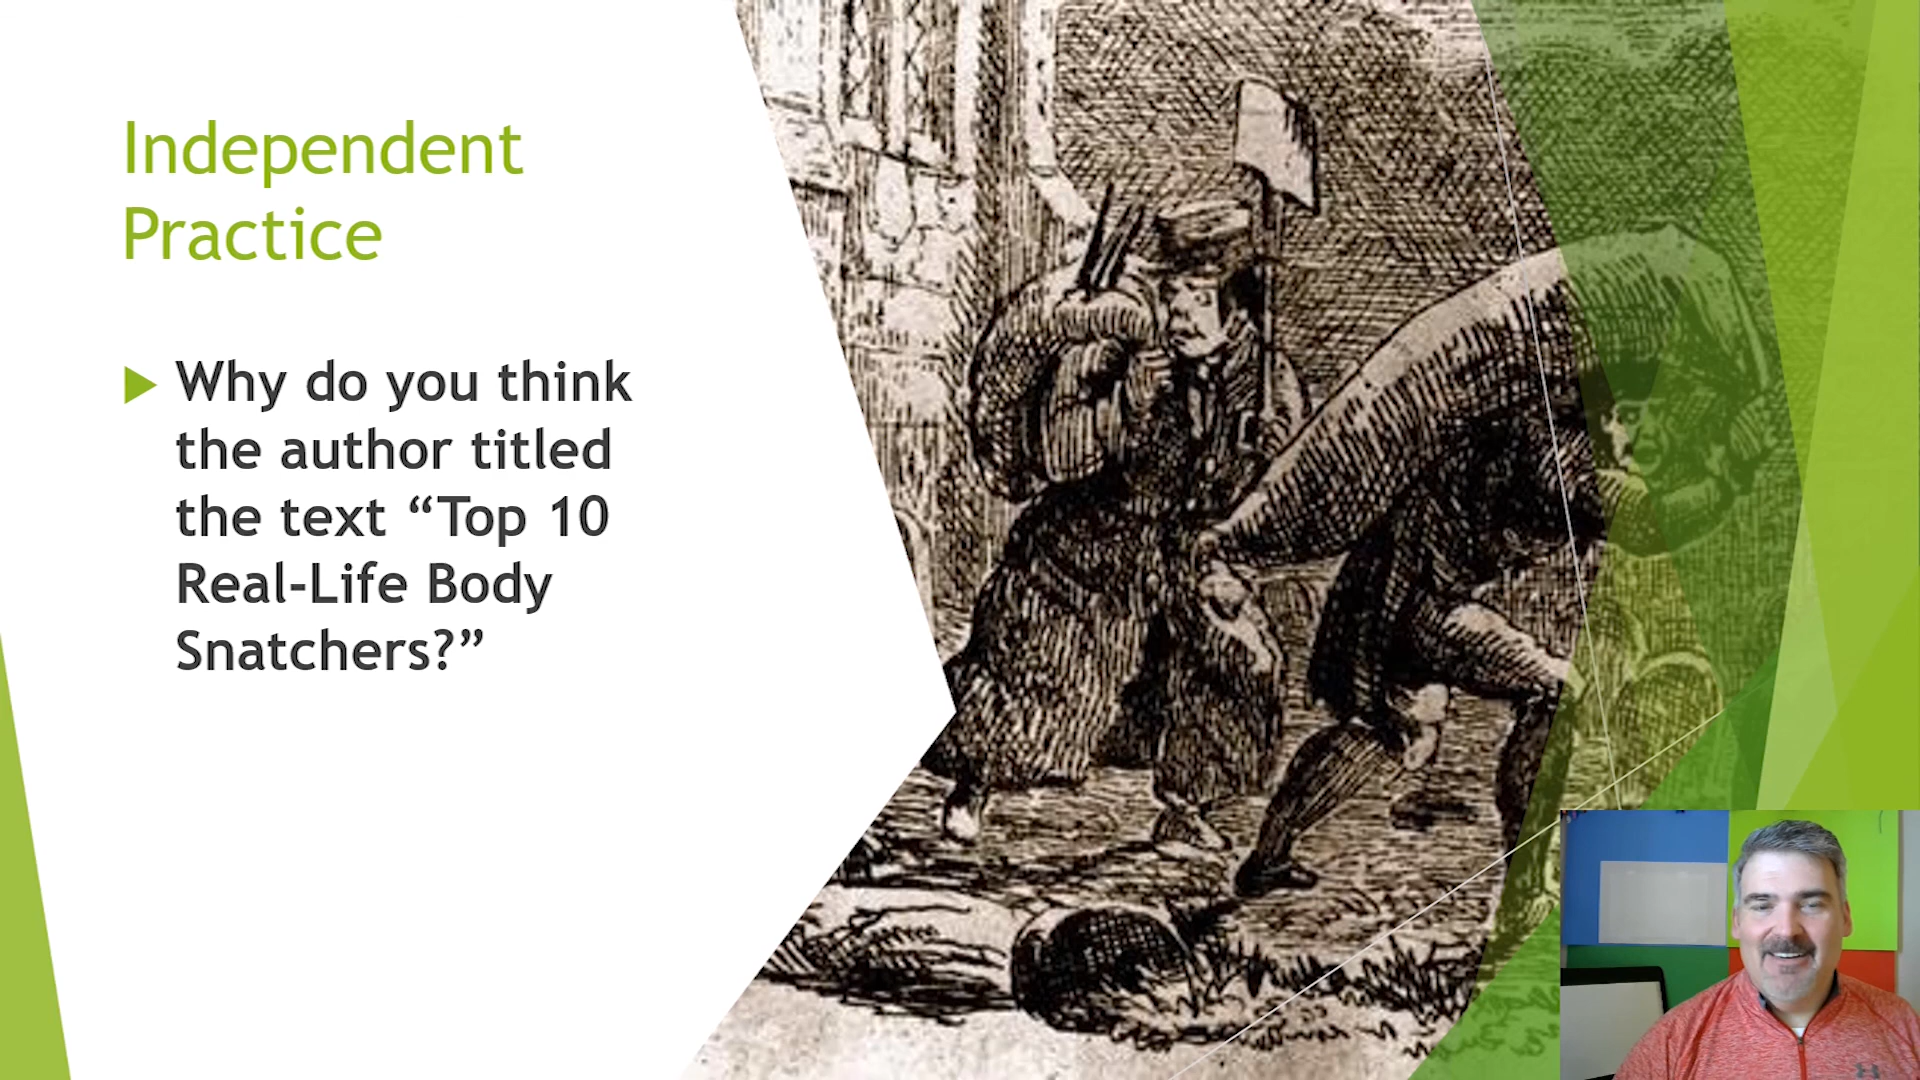 Independent
Practice
Why do you think
the author titled
the text “Top 10
Real-Life Body
Snatchers?”